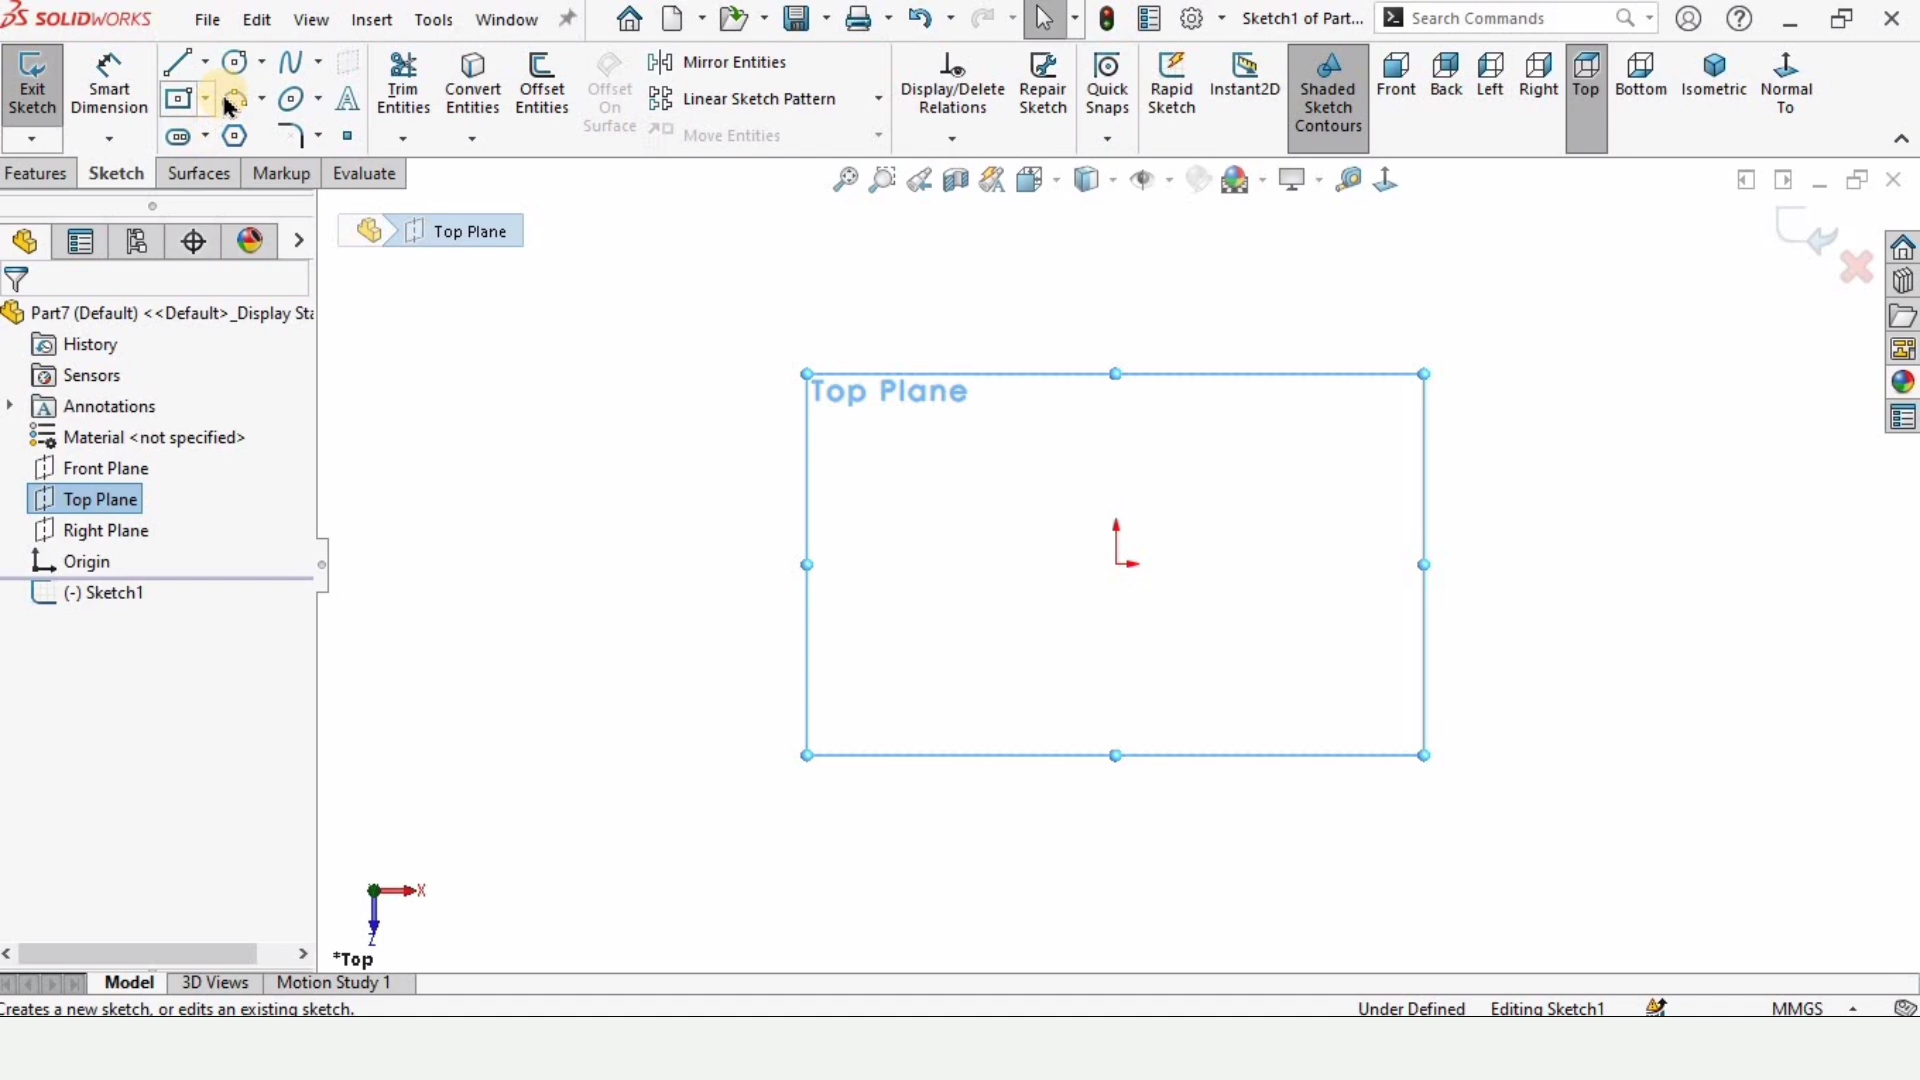 SOLIDWORKS File Edit View Insert Tools Window Sketch1 of Part... Search Commands
Exit Sketch
Smart Dimension
Trim Entities
Convert Entities
Offset Entities
Offset On Surface
Mirror Entities
Linear Sketch Pattern
Move Entities
Display/Delete Relations
Repair Sketch
Quick Snaps
Rapid Sketch
Instant2D
Shaded Sketch Contours
Front
Back
Left
Right
Top
Bottom
Isometric
Normal To
Features Sketch Surfaces Markup Evaluate
Top Plane
Part7 (Default) <<Default>_Display Sta
History
Sensors
Annotations
Material <not specified>
Front Plane
Top Plane
Right Plane
Origin
(-) Sketch1
Top Plane
X
Z
*Top
Model 3D Views Motion Study 1
Creates a new sketch, or edits an existing sketch. Under Defined Editing Sketch1 MMGS